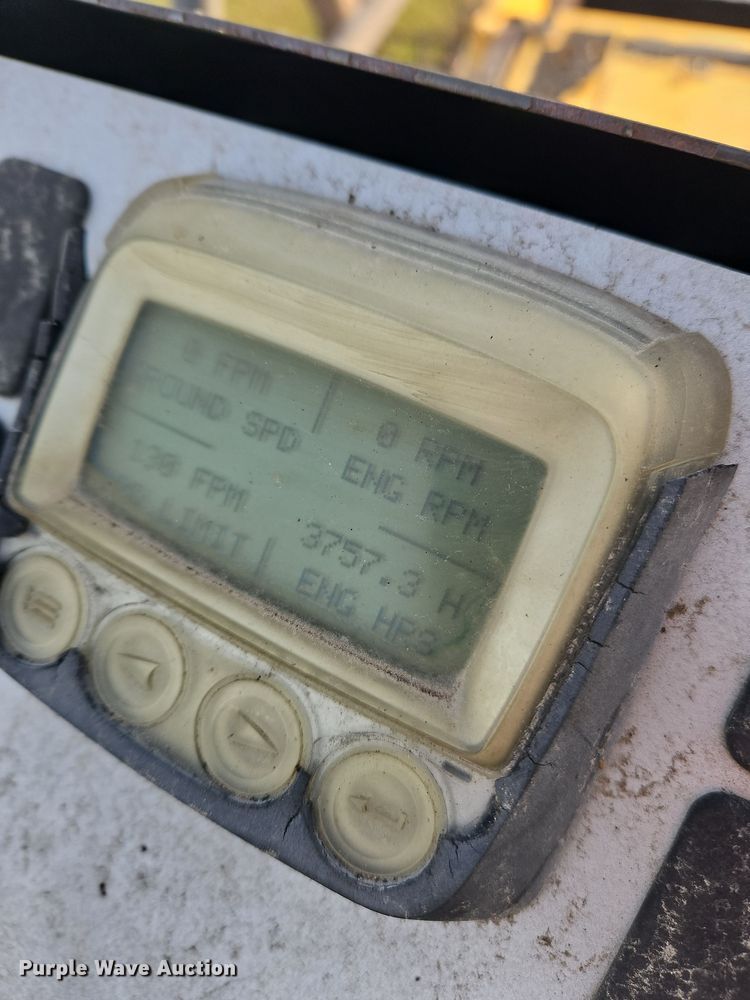 0 FPM
GROUND SPD
0 RPM
ENG RPM
130 FPM
LIMIT
3757.3 H
ENG HRS
Purple Wave Auction